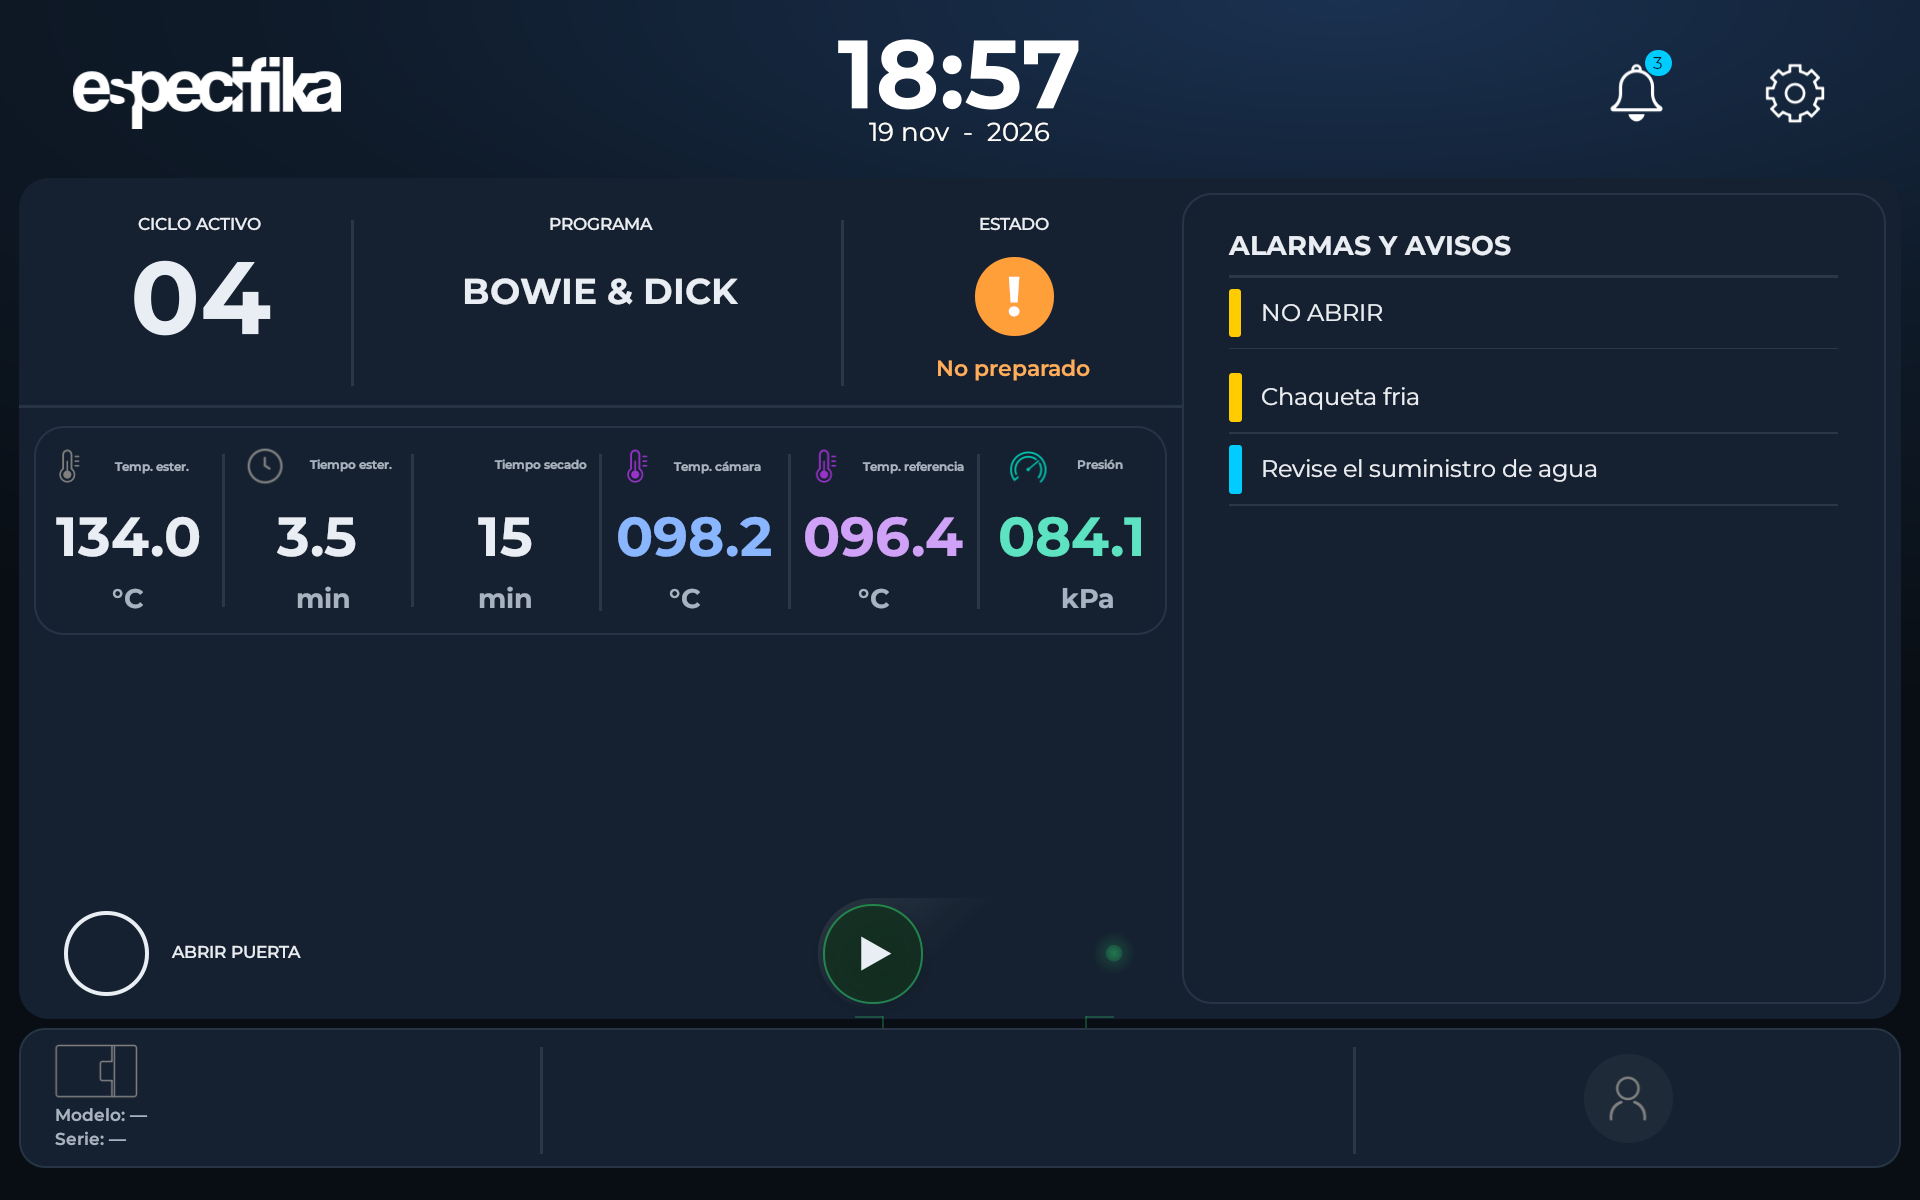 especifika
18:57
19 nov - 2026
3
CICLO ACTIVO
04
PROGRAMA
BOWIE & DICK
ESTADO
!
No preparado
Temp. ester.
134.0
°C
Tiempo ester.
3.5
min
Tiempo secado
15
min
Temp. cámara
098.2
°C
Temp. referencia
096.4
°C
Presión
084.1
kPa
ALARMAS Y AVISOS
NO ABRIR
Chaqueta fria
Revise el suministro de agua
ABRIR PUERTA
Modelo: —
Serie: —